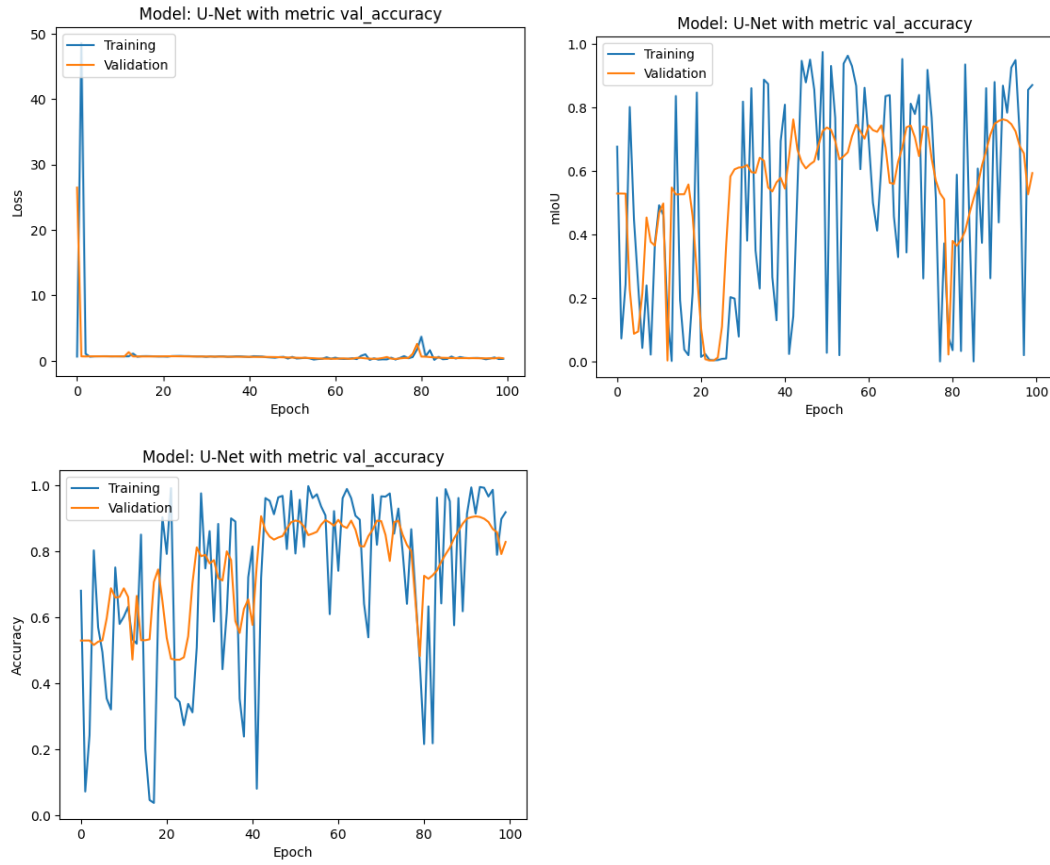 Model: U-Net with metric val_accuracy
50
40
30
20
10
0
Loss
Training
Validation
0 20 40 60 80 100
Epoch
Model: U-Net with metric val_accuracy
1.0
0.8
0.6
0.4
0.2
0.0
mIoU
Training
Validation
0 20 40 60 80 100
Epoch
Model: U-Net with metric val_accuracy
1.0
0.8
0.6
0.4
0.2
0.0
Accuracy
Training
Validation
0 20 40 60 80 100
Epoch